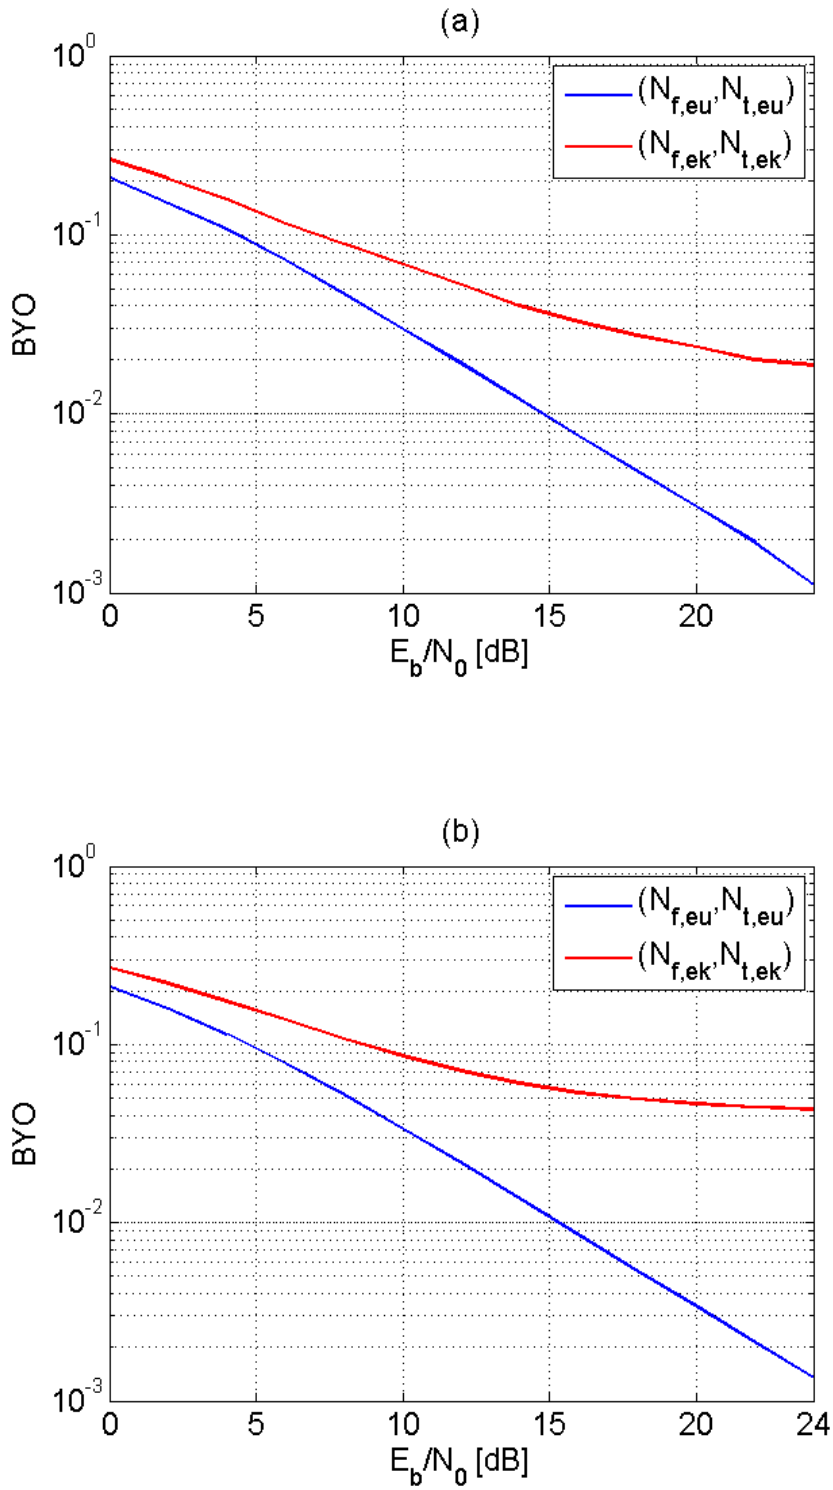 (a)
10^0
10^-1
10^-2
10^-3
BYO
(N_f,eu,N_t,eu)
(N_f,ek,N_t,ek)
0 5 10 15 20
E_b/N_0 [dB]
(b)
10^0
10^-1
10^-2
10^-3
BYO
(N_f,eu,N_t,eu)
(N_f,ek,N_t,ek)
0 5 10 15 20 24
E_b/N_0 [dB]